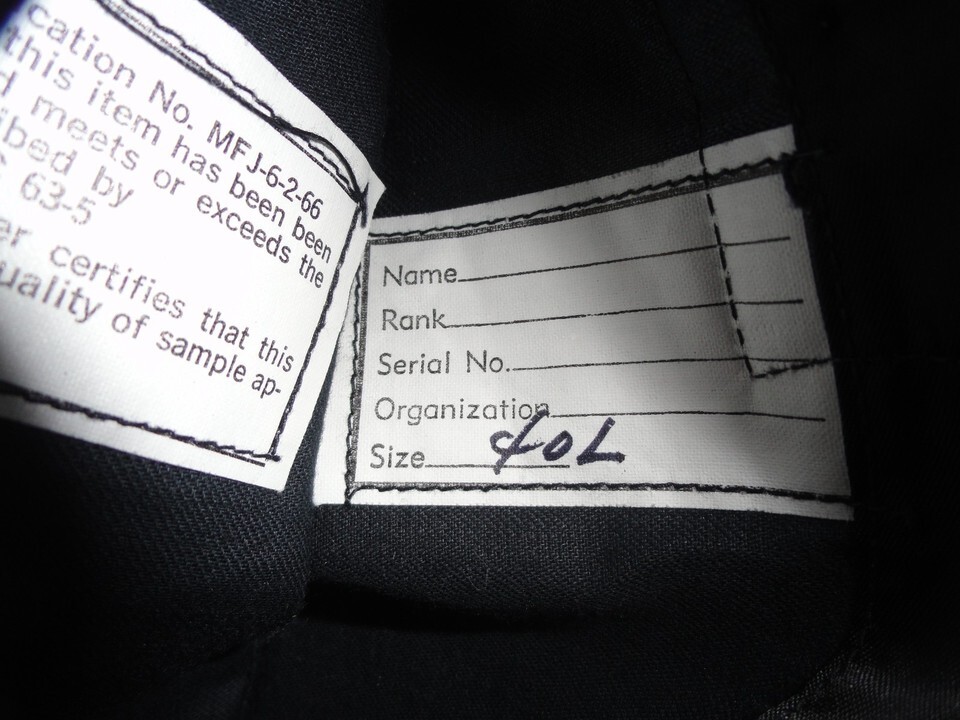 cation No. MFJ-6-2-66
this item has been been
d meets or exceeds the
ibed by
63-5
er certifies that this
uality of sample ap-
Name
Rank
Serial No.
Organization
Size 40L